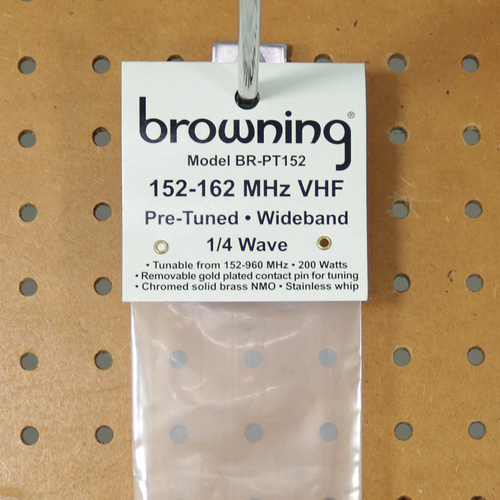 browning®
Model BR-PT152
152-162 MHz VHF
Pre-Tuned • Wideband
1/4 Wave
• Tunable from 152-960 MHz • 200 Watts
• Removable gold plated contact pin for tuning
• Chromed solid brass NMO • Stainless whip